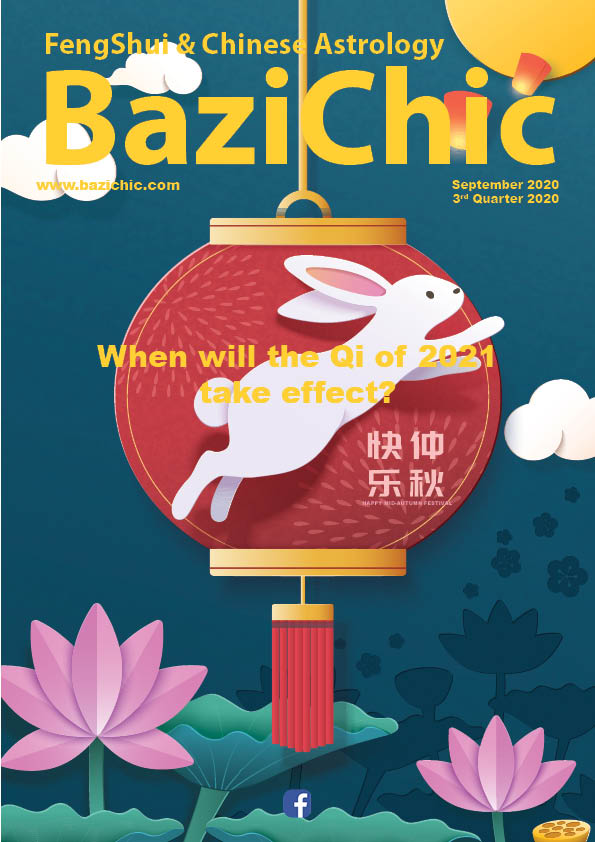 FengShui & Chinese Astrology
BaziChic
www.bazichic.com
September 2020
3rd Quarter 2020
When will the Qi of 2021
take effect?
快仲
乐秋
HAPPY MID-AUTUMN FESTIVAL
f